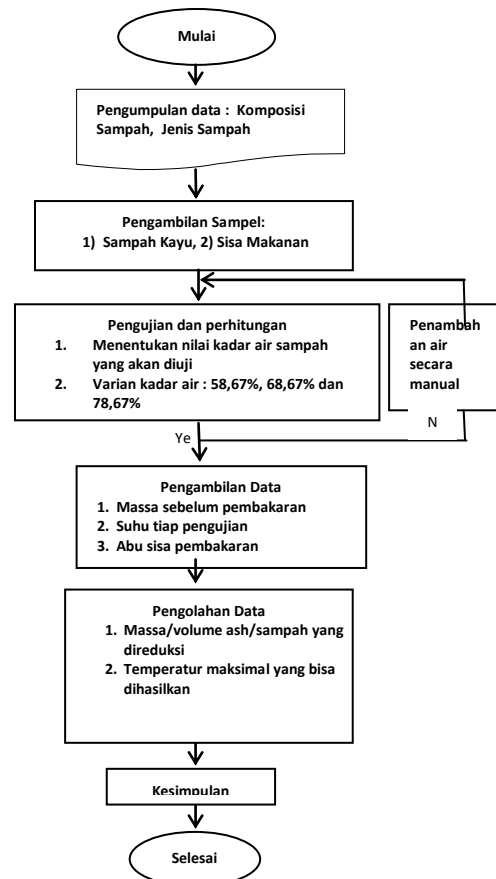 Mulai
Pengumpulan data :  Komposisi
Sampah,  Jenis Sampah
Pengambilan Sampel:
1)  Sampah Kayu, 2) Sisa Makanan
Pengujian dan perhitungan
1. Menentukan nilai kadar air sampah
yang akan diuji
2. Varian kadar air : 58,67%, 68,67% dan
78,67%
Penambah
an air
secara
manual
N
Ye
Pengambilan Data
1. Massa sebelum pembakaran
2. Suhu tiap pengujian
3. Abu sisa pembakaran
Pengolahan Data
1. Massa/volume ash/sampah yang
direduksi
2. Temperatur maksimal yang bisa
dihasilkan
Kesimpulan
Selesai